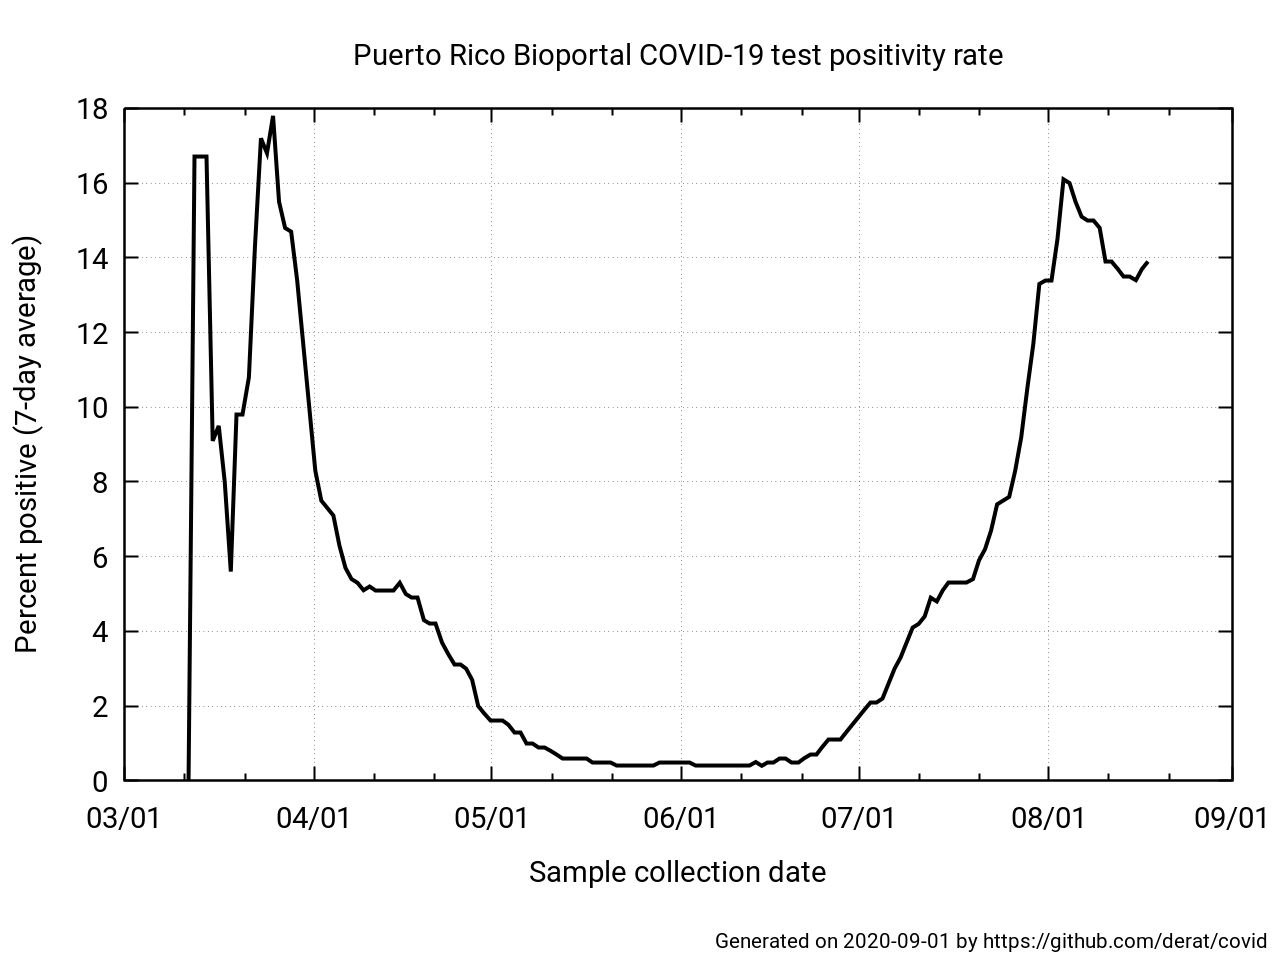 Puerto Rico Bioportal COVID-19 test positivity rate
18
16
14
12
10
8
6
4
2
0
Percent positive (7-day average)
03/01 04/01 05/01 06/01 07/01 08/01 09/01
Sample collection date
Generated on 2020-09-01 by https://github.com/derat/covid